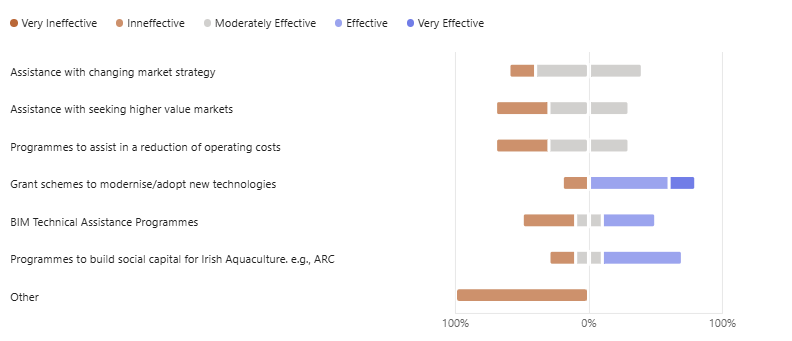 Very Ineffective Inneffective Moderately Effective Effective Very Effective
Assistance with changing market strategy
Assistance with seeking higher value markets
Programmes to assist in a reduction of operating costs
Grant schemes to modernise/adopt new technologies
BIM Technical Assistance Programmes
Programmes to build social capital for Irish Aquaculture. e.g., ARC
Other
100% 0% 100%